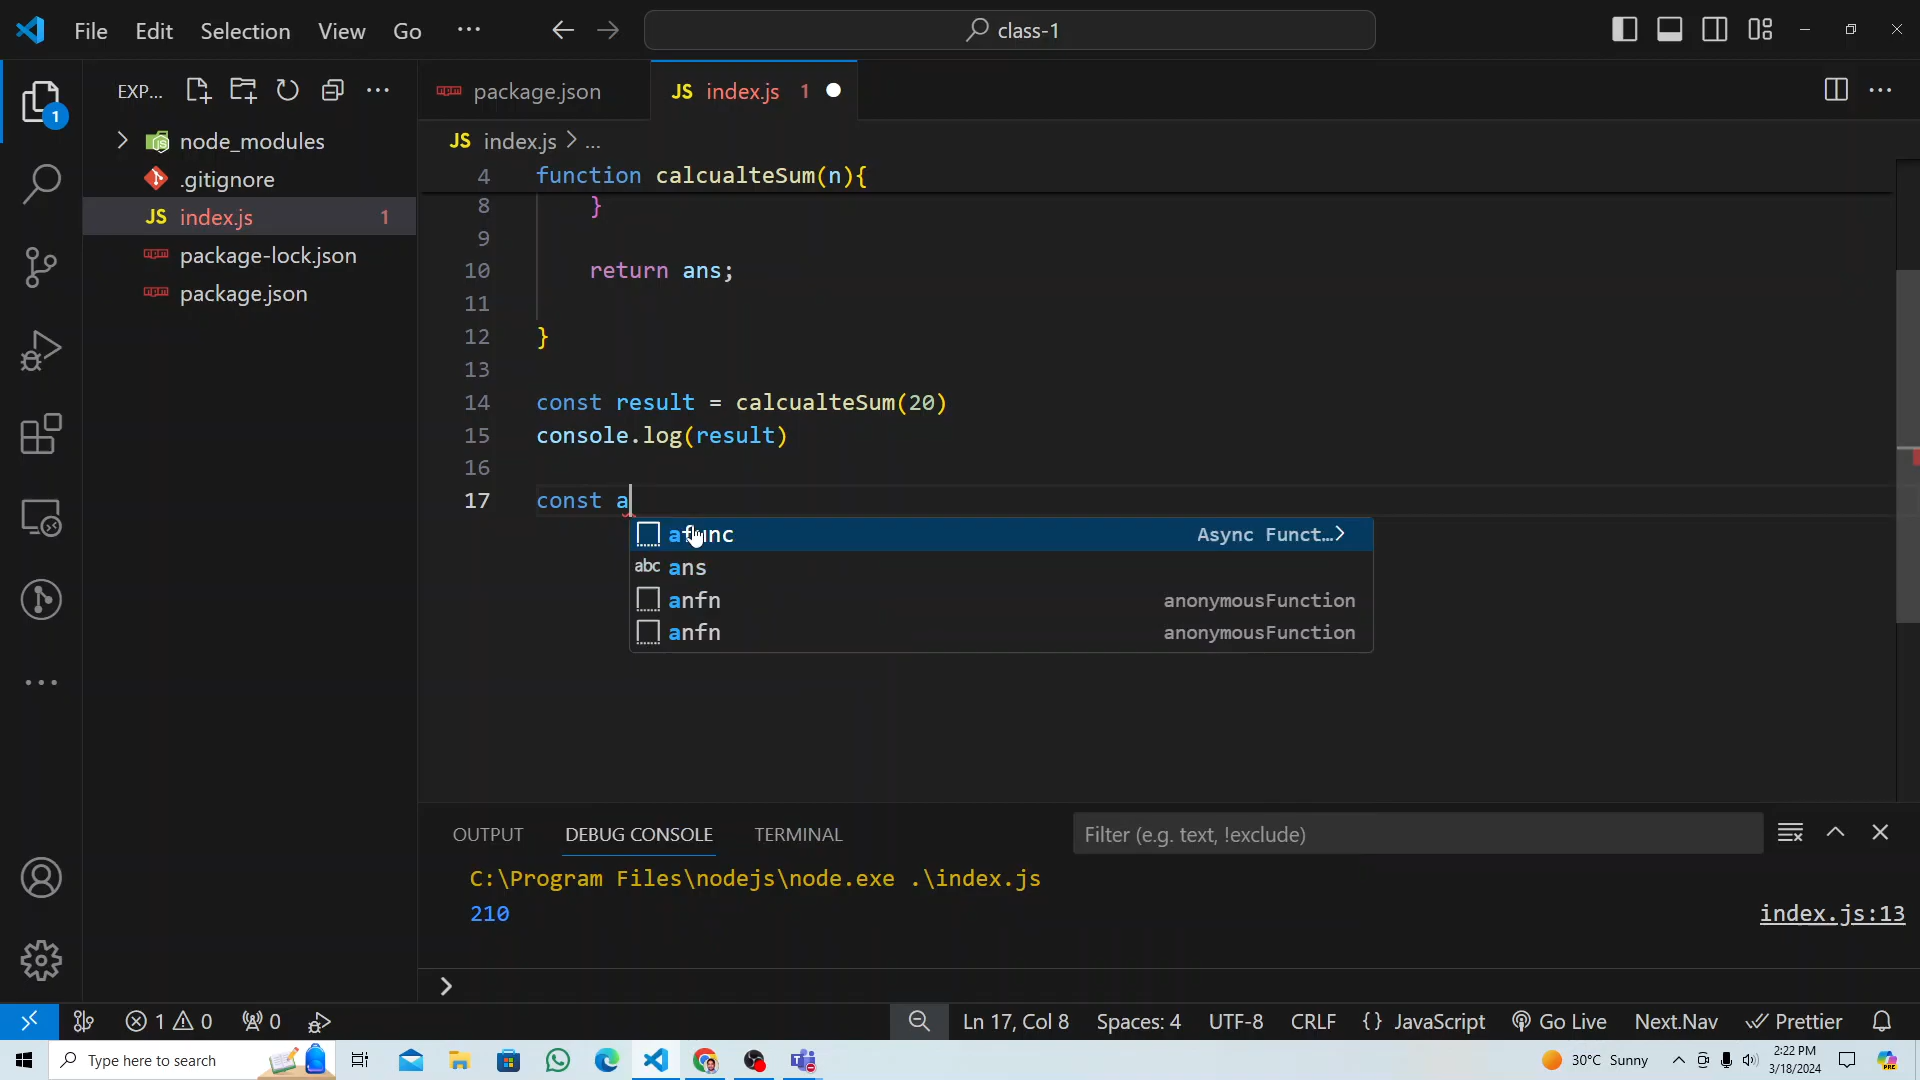 File Edit Selection View Go ... class-1
EXP...
package.json
JS index.js 1
1
node_modules
.gitignore
JS index.js 1
package-lock.json
package.json
JS index.js > ...
4 function calcualteSum(n){
8 }
9
10 return ans;
11
12 }
13
14 const result = calcualteSum(20)
15 console.log(result)
16
17 const a
afunc Async Funct...>
abc ans
anfn anonymousFunction
anfn anonymousFunction
OUTPUT DEBUG CONSOLE TERMINAL Filter (e.g. text, !exclude)
C:\Program Files\nodejs\node.exe .\index.js
210 index.js:13
>
1 0 0 Ln 17, Col 8 Spaces: 4 UTF-8 CRLF {} JavaScript Go Live Next.Nav Prettier
Type here to search 30°C Sunny 2:22 PM
3/18/2024
PRE